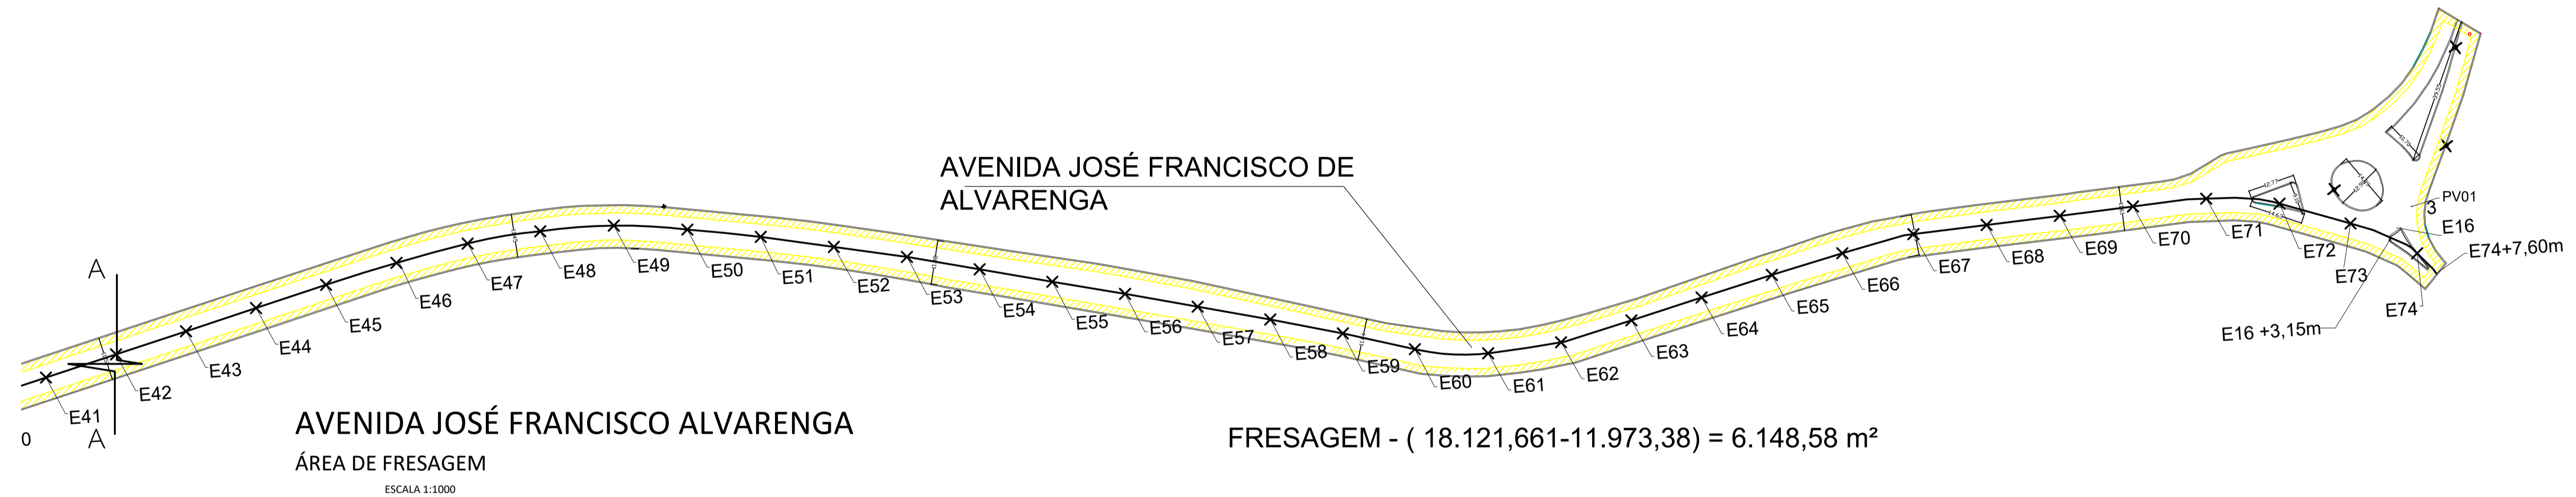 AVENIDA JOSÉ FRANCISCO DE
ALVARENGA
A
A
0
E41
E42
E43
E44
E45
E46
E47
E48
E49
E50
E51
E52
E53
E54
E55
E56
E57
E58
E59
E60
E61
E62
E63
E64
E65
E66
E67
E68
E69
E70
E71
E72
E73
E74
12.77
PV01
3
E16
E74+7,60m
E16 +3,15m
AVENIDA JOSÉ FRANCISCO ALVARENGA
ÁREA DE FRESAGEM
ESCALA 1:1000
FRESAGEM - ( 18.121,661-11.973,38) = 6.148,58 m²